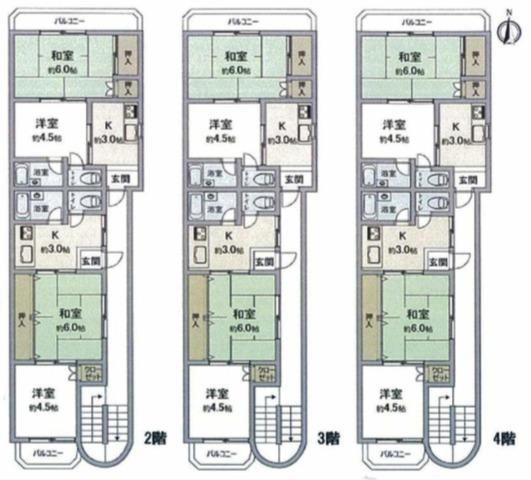 バルコニー
和室
約6.0帖
押入
押入
洋室
約4.5帖
K
約3.0帖
浴室
トイレ
玄関
浴室
トイレ
K
約3.0帖
玄関
押入
和室
約6.0帖
クローゼット
洋室
約4.5帖
バルコニー
2階
バルコニー
和室
約6.0帖
押入
押入
洋室
約4.5帖
K
約3.0帖
浴室
トイレ
玄関
浴室
トイレ
K
約3.0帖
玄関
押入
和室
約6.0帖
クローゼット
洋室
約4.5帖
バルコニー
3階
N
バルコニー
和室
約6.0帖
押入
押入
洋室
約4.5帖
K
約3.0帖
浴室
トイレ
玄関
浴室
トイレ
K
約3.0帖
玄関
押入
和室
約6.0帖
クローゼット
洋室
約4.5帖
バルコニー
4階